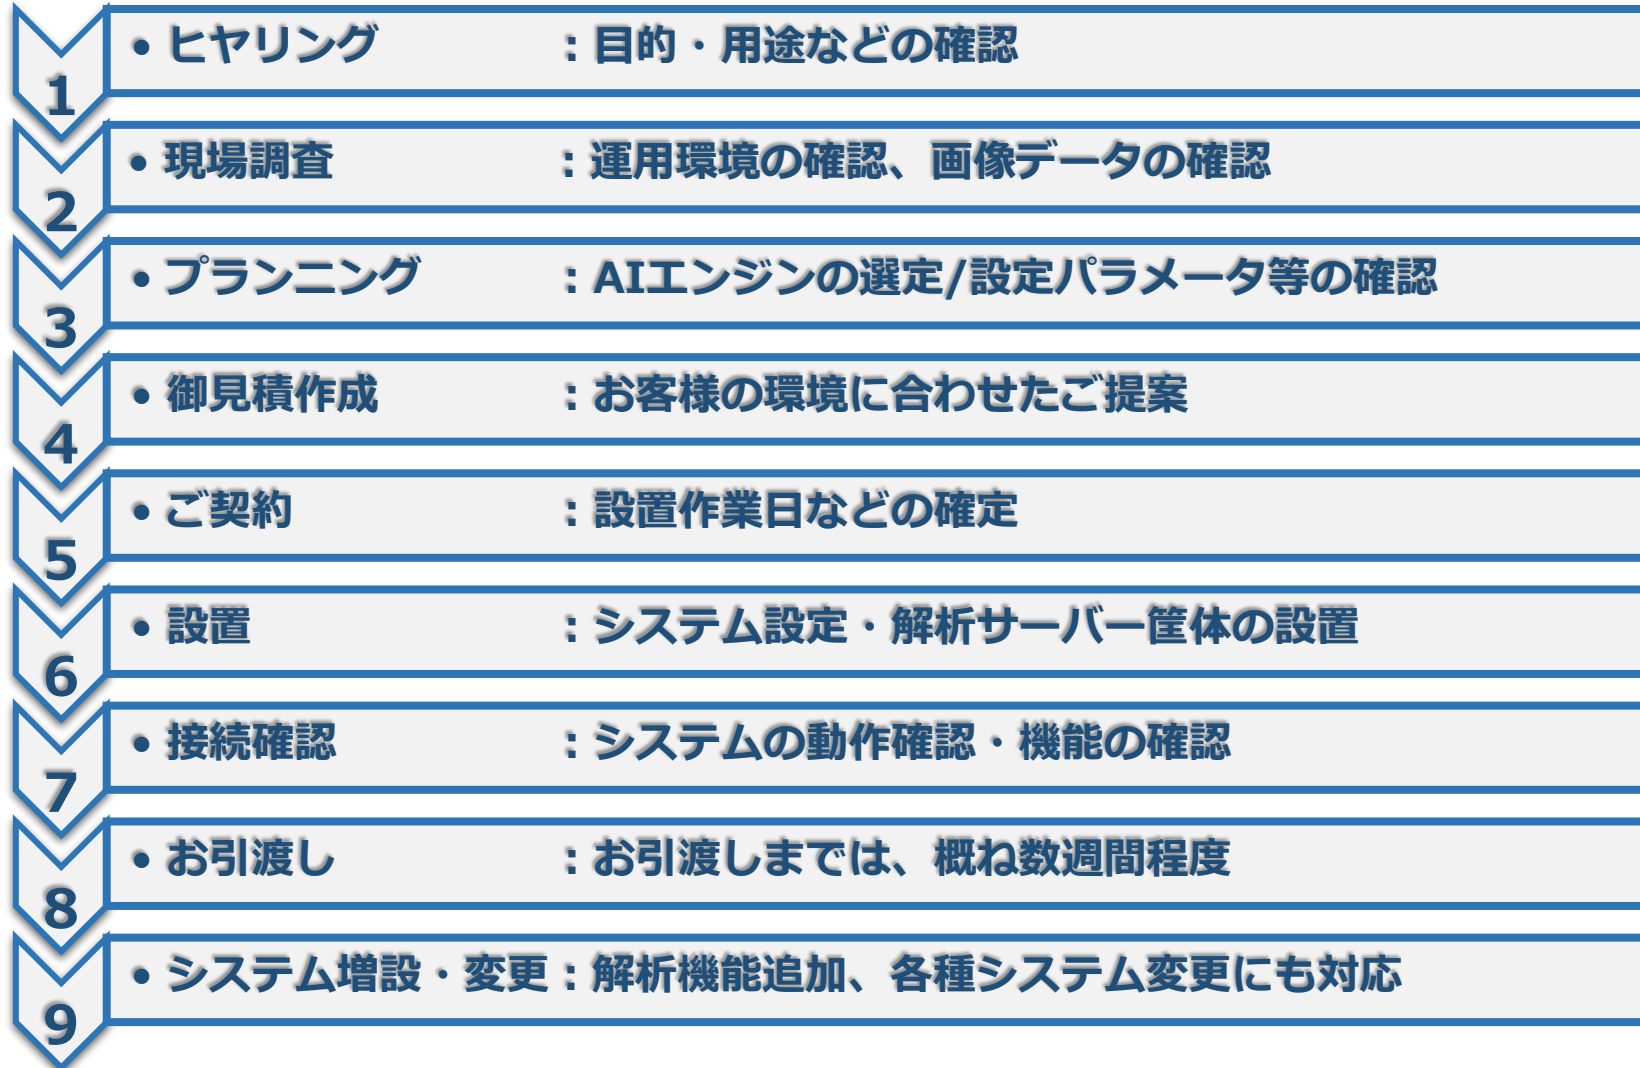 1 • ヒヤリング :目的・用途などの確認
2 • 現場調査 :運用環境の確認、画像データの確認
3 • プランニング :AIエンジンの選定/設定パラメータ等の確認
4 • 御見積作成 :お客様の環境に合わせたご提案
5 • ご契約 :設置作業日などの確定
6 • 設置 :システム設定・解析サーバー筐体の設置
7 • 接続確認 :システムの動作確認・機能の確認
8 • お引渡し :お引渡しまでは、概ね数週間程度
9 • システム増設・変更:解析機能追加、各種システム変更にも対応